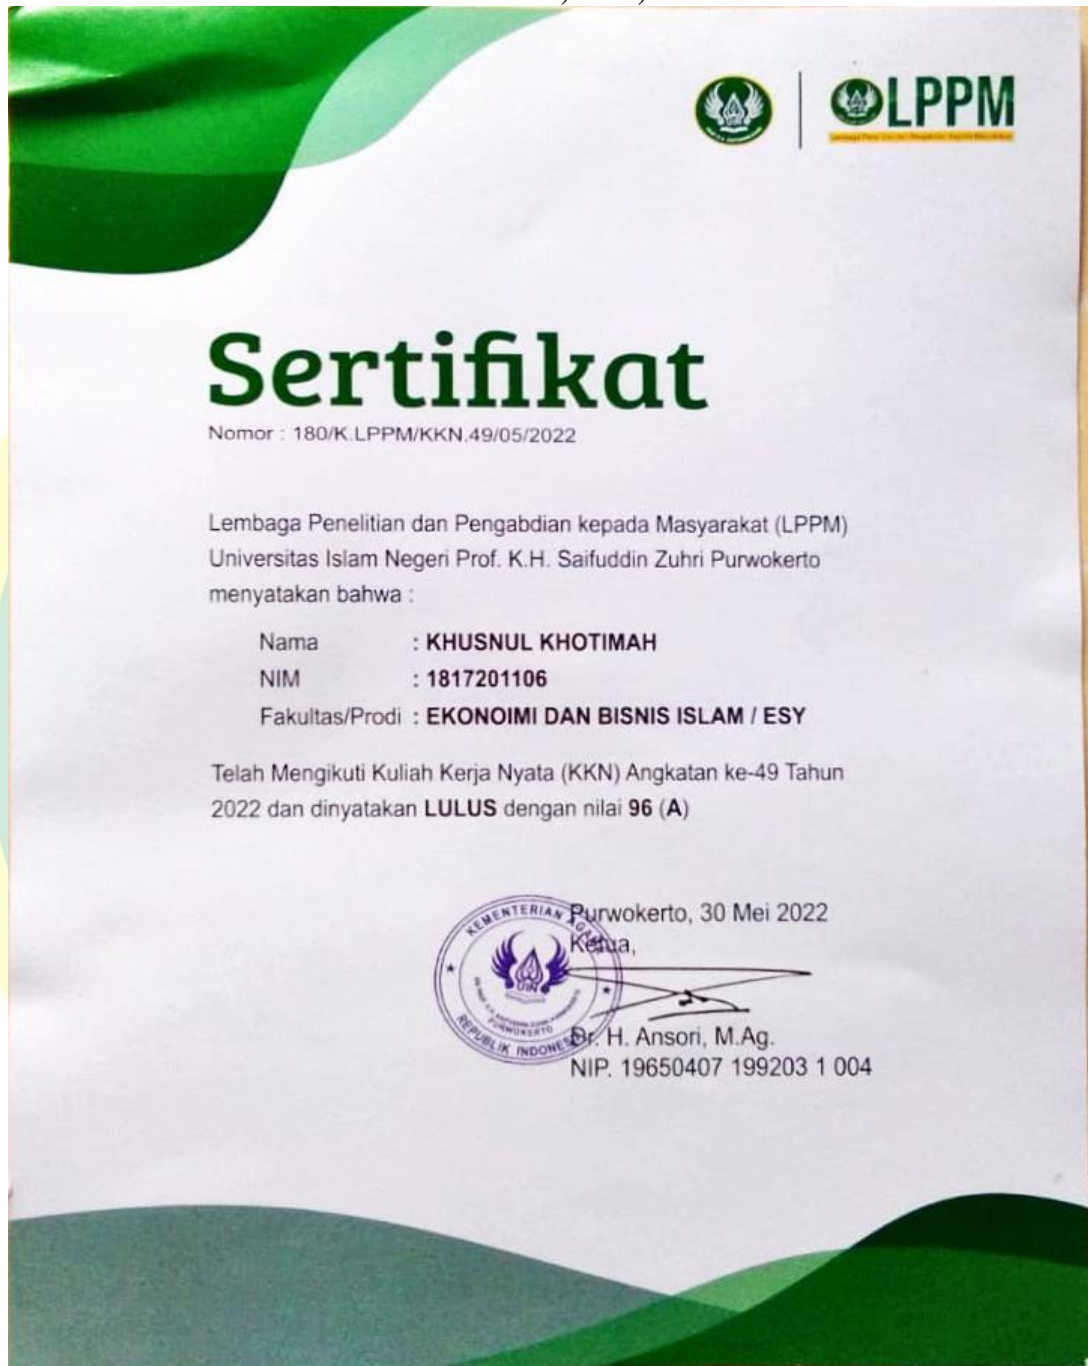 LPPM
Sertifikat
Nomor : 180/K.LPPM/KKN.49/05/2022
Lembaga Penelitian dan Pengabdian kepada Masyarakat (LPPM)
Universitas Islam Negeri Prof. K.H. Saifuddin Zuhri Purwokerto
menyatakan bahwa :
Nama : KHUSNUL KHOTIMAH
NIM : 1817201106
Fakultas/Prodi : EKONOIMI DAN BISNIS ISLAM / ESY
Telah Mengikuti Kuliah Kerja Nyata (KKN) Angkatan ke-49 Tahun
2022 dan dinyatakan LULUS dengan nilai 96 (A)
Purwokerto, 30 Mei 2022
Ketua,
KEMENTERIAN AGAMA
UIN
PURWOKERTO
REPUBLIK INDONESIA
Dr. H. Ansori, M.Ag.
NIP. 19650407 199203 1 004